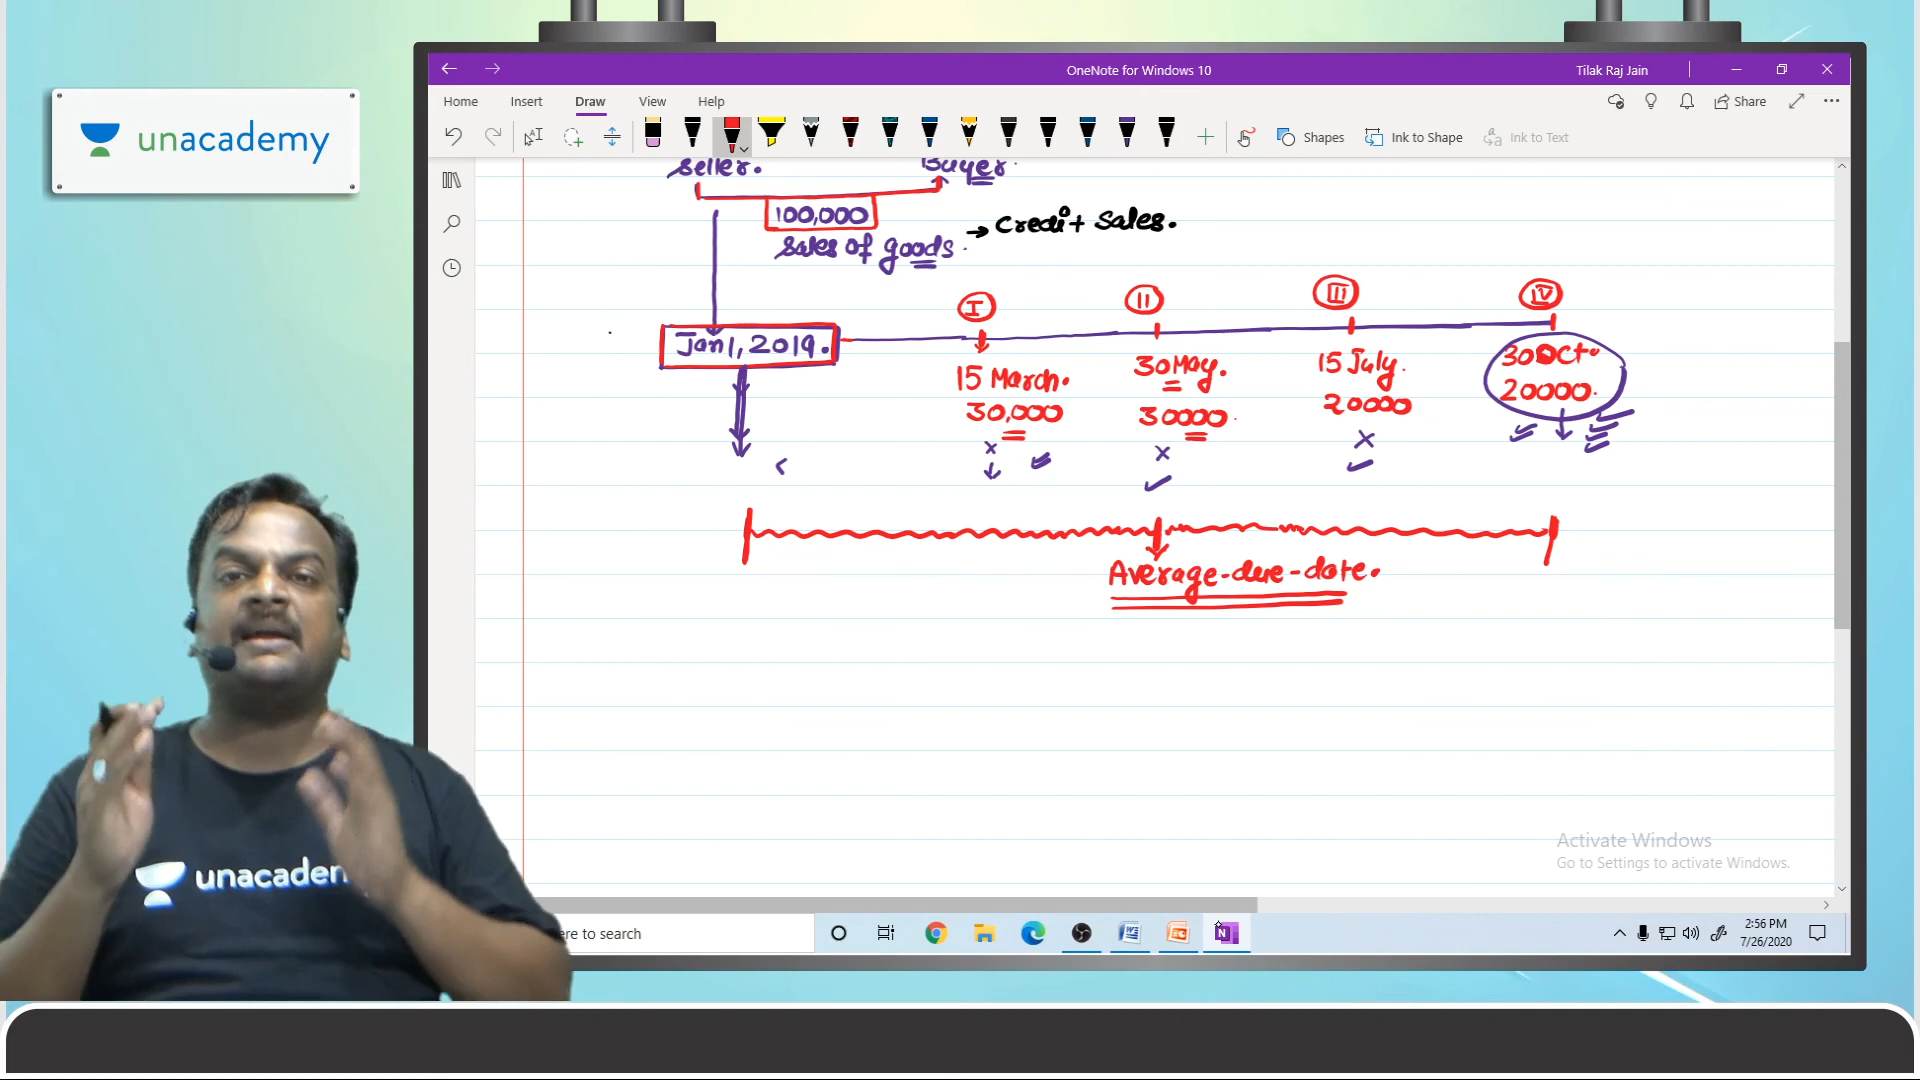 unacademy
OneNote for Windows 10
Tilak Raj Jain
Home Insert Draw View Help
Share
Shapes Ink to Shape Ink to Text
Seller. Buyer.
100,000
Sales of goods. → Credit Sales.
I II III IV
Jan 1, 2019.
15 March. 30 May. 15 July. 30 Oct.
30,000 30000. 20000 20000.
Average-due-date.
unacadem
Activate Windows
Go to Settings to activate Windows.
ere to search
2:56 PM
7/26/2020